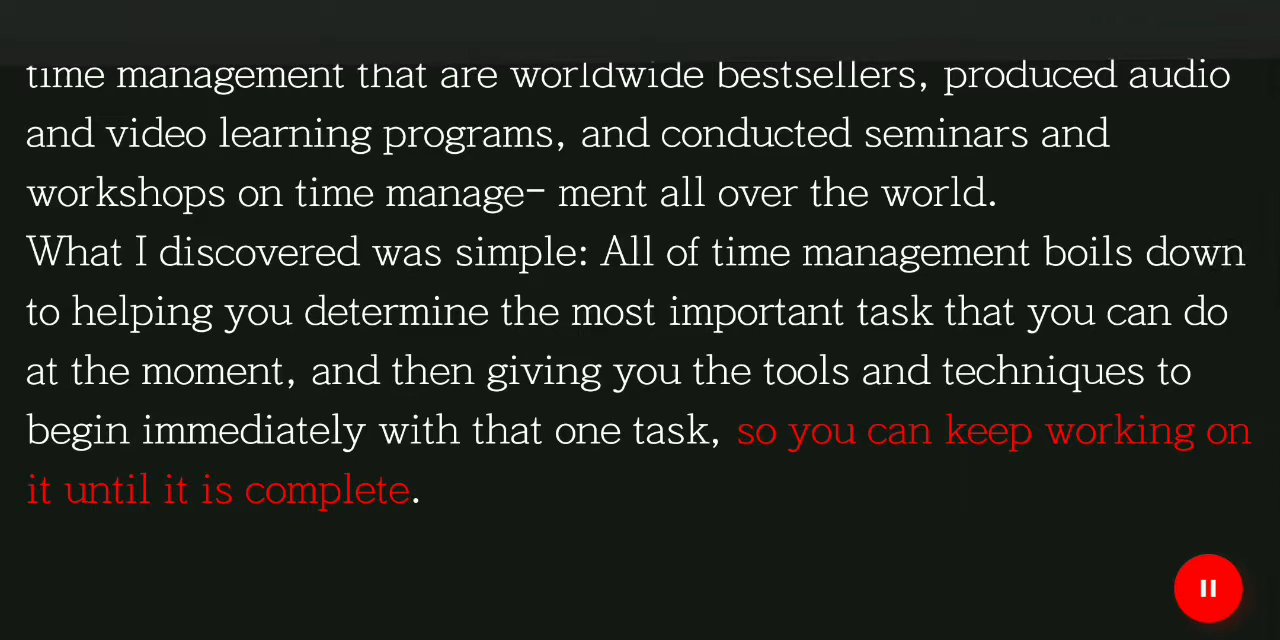 time management that are worldwide bestsellers, produced audio
and video learning programs, and conducted seminars and
workshops on time manage- ment all over the world.
What I discovered was simple: All of time management boils down
to helping you determine the most important task that you can do
at the moment, and then giving you the tools and techniques to
begin immediately with that one task, so you can keep working on
it until it is complete.